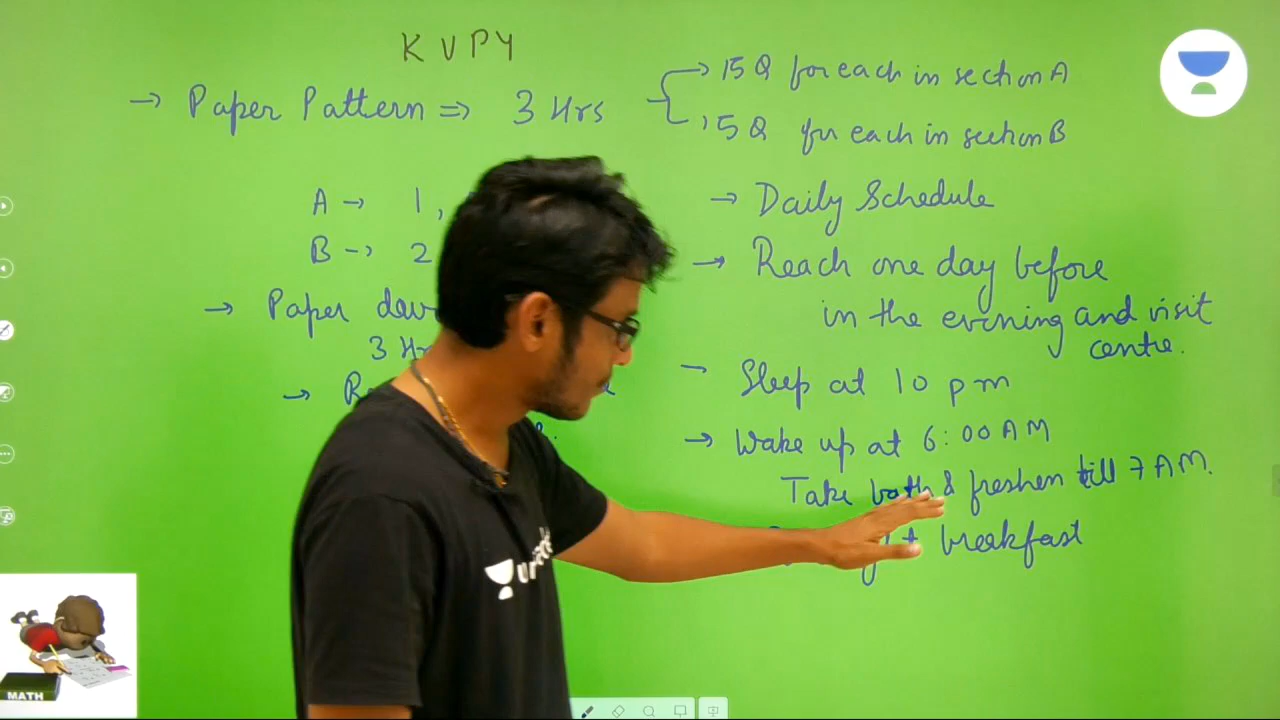 K V P Y
→ Paper Pattern => 3 Hrs
→ 15 Q for each in section A
→ 5 Q for each in section B
A → 1,
B → 2
→ Paper
3
→
→ Daily Schedule
→ Reach one day before
in the evening and visit
centre.
→ Sleep at 10 pm
→ Wake up at 6:00 AM
Take bath & freshen till 7 AM.
+ breakfast
MATH